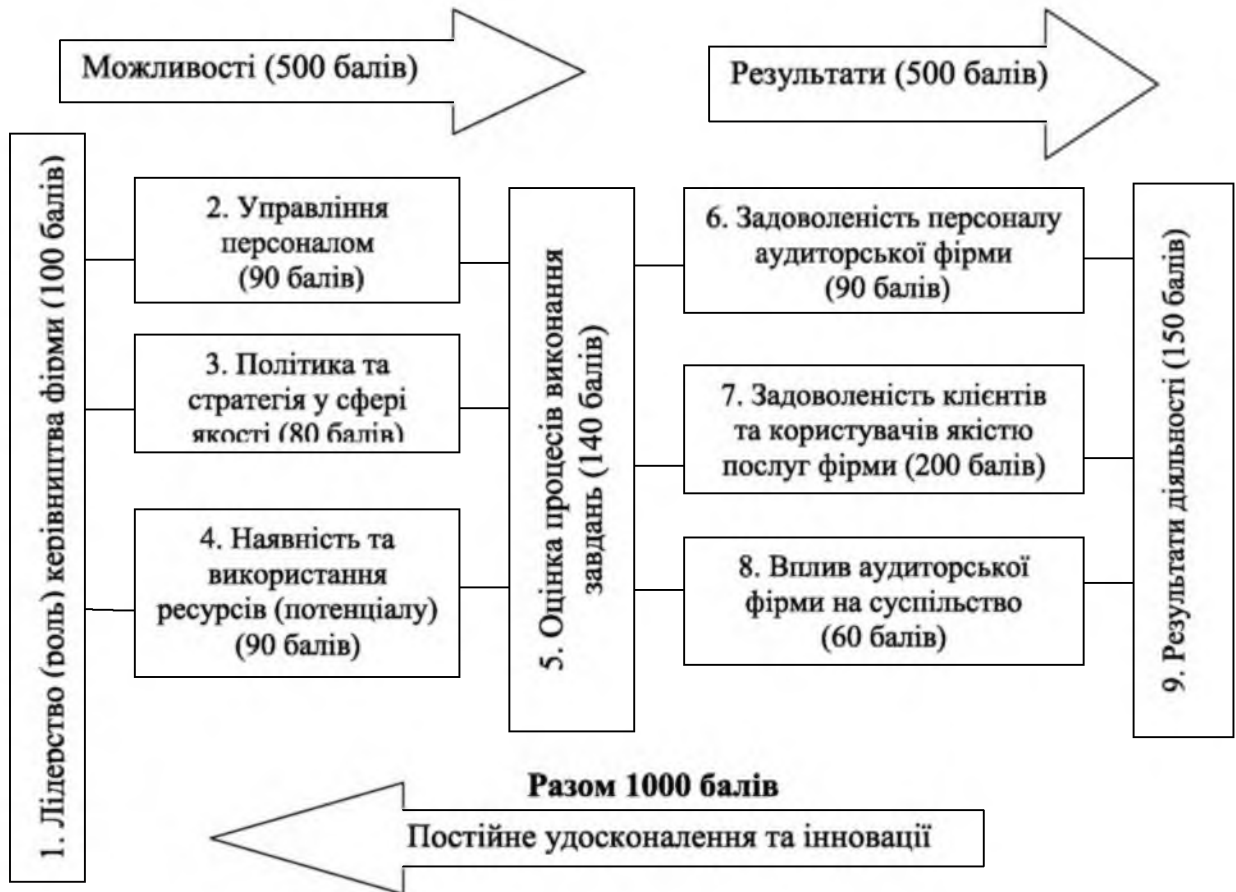 Можливості (500 балів)
Результати (500 балів)
1. Лідерство (роль) керівництва фірми (100 балів)
2. Управління
персоналом
(90 балів)
3. Політика та
стратегія у сфері
якості (80 балів)
4. Наявність та
використання
ресурсів (потенціалу)
(90 балів)
5. Оцінка процесів виконання
завдань (140 балів)
6. Задоволеність персоналу
аудиторської фірми
(90 балів)
7. Задоволеність клієнтів
та користувачів якістю
послуг фірми (200 балів)
8. Вплив аудиторської
фірми на суспільство
(60 балів)
9. Результати діяльності (150 балів)
Разом 1000 балів
Постійне удосконалення та інновації